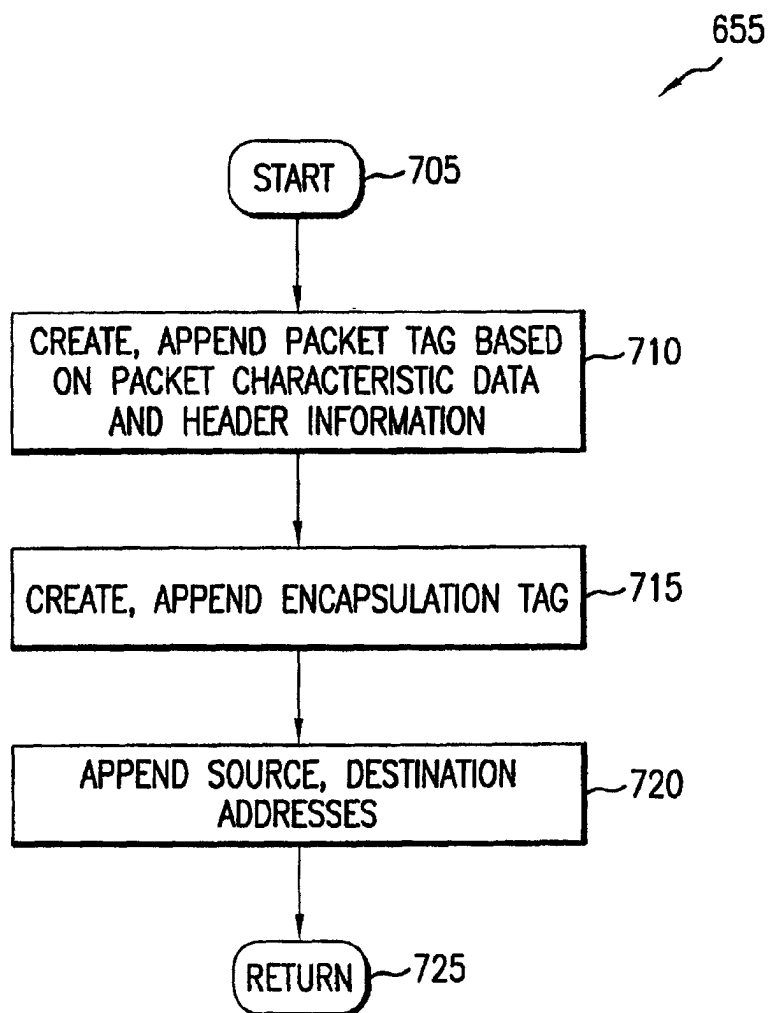 655
START
705
CREATE, APPEND PACKET TAG BASED
ON PACKET CHARACTERISTIC DATA
AND HEADER INFORMATION
710
CREATE, APPEND ENCAPSULATION TAG
715
APPEND SOURCE, DESTINATION
ADDRESSES
720
RETURN
725